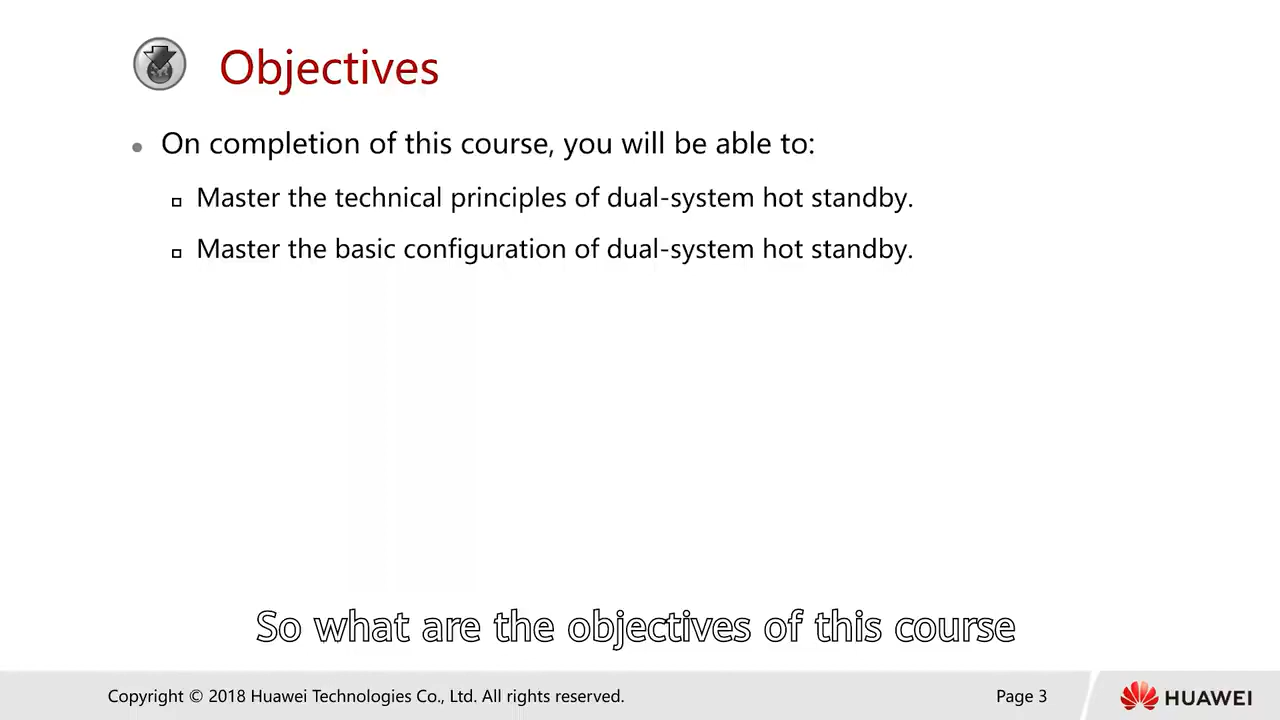 Objectives
On completion of this course, you will be able to:
Master the technical principles of dual-system hot standby.
Master the basic configuration of dual-system hot standby.
So what are the objectives of this course
Copyright © 2018 Huawei Technologies Co., Ltd. All rights reserved.
Page 3
HUAWEI